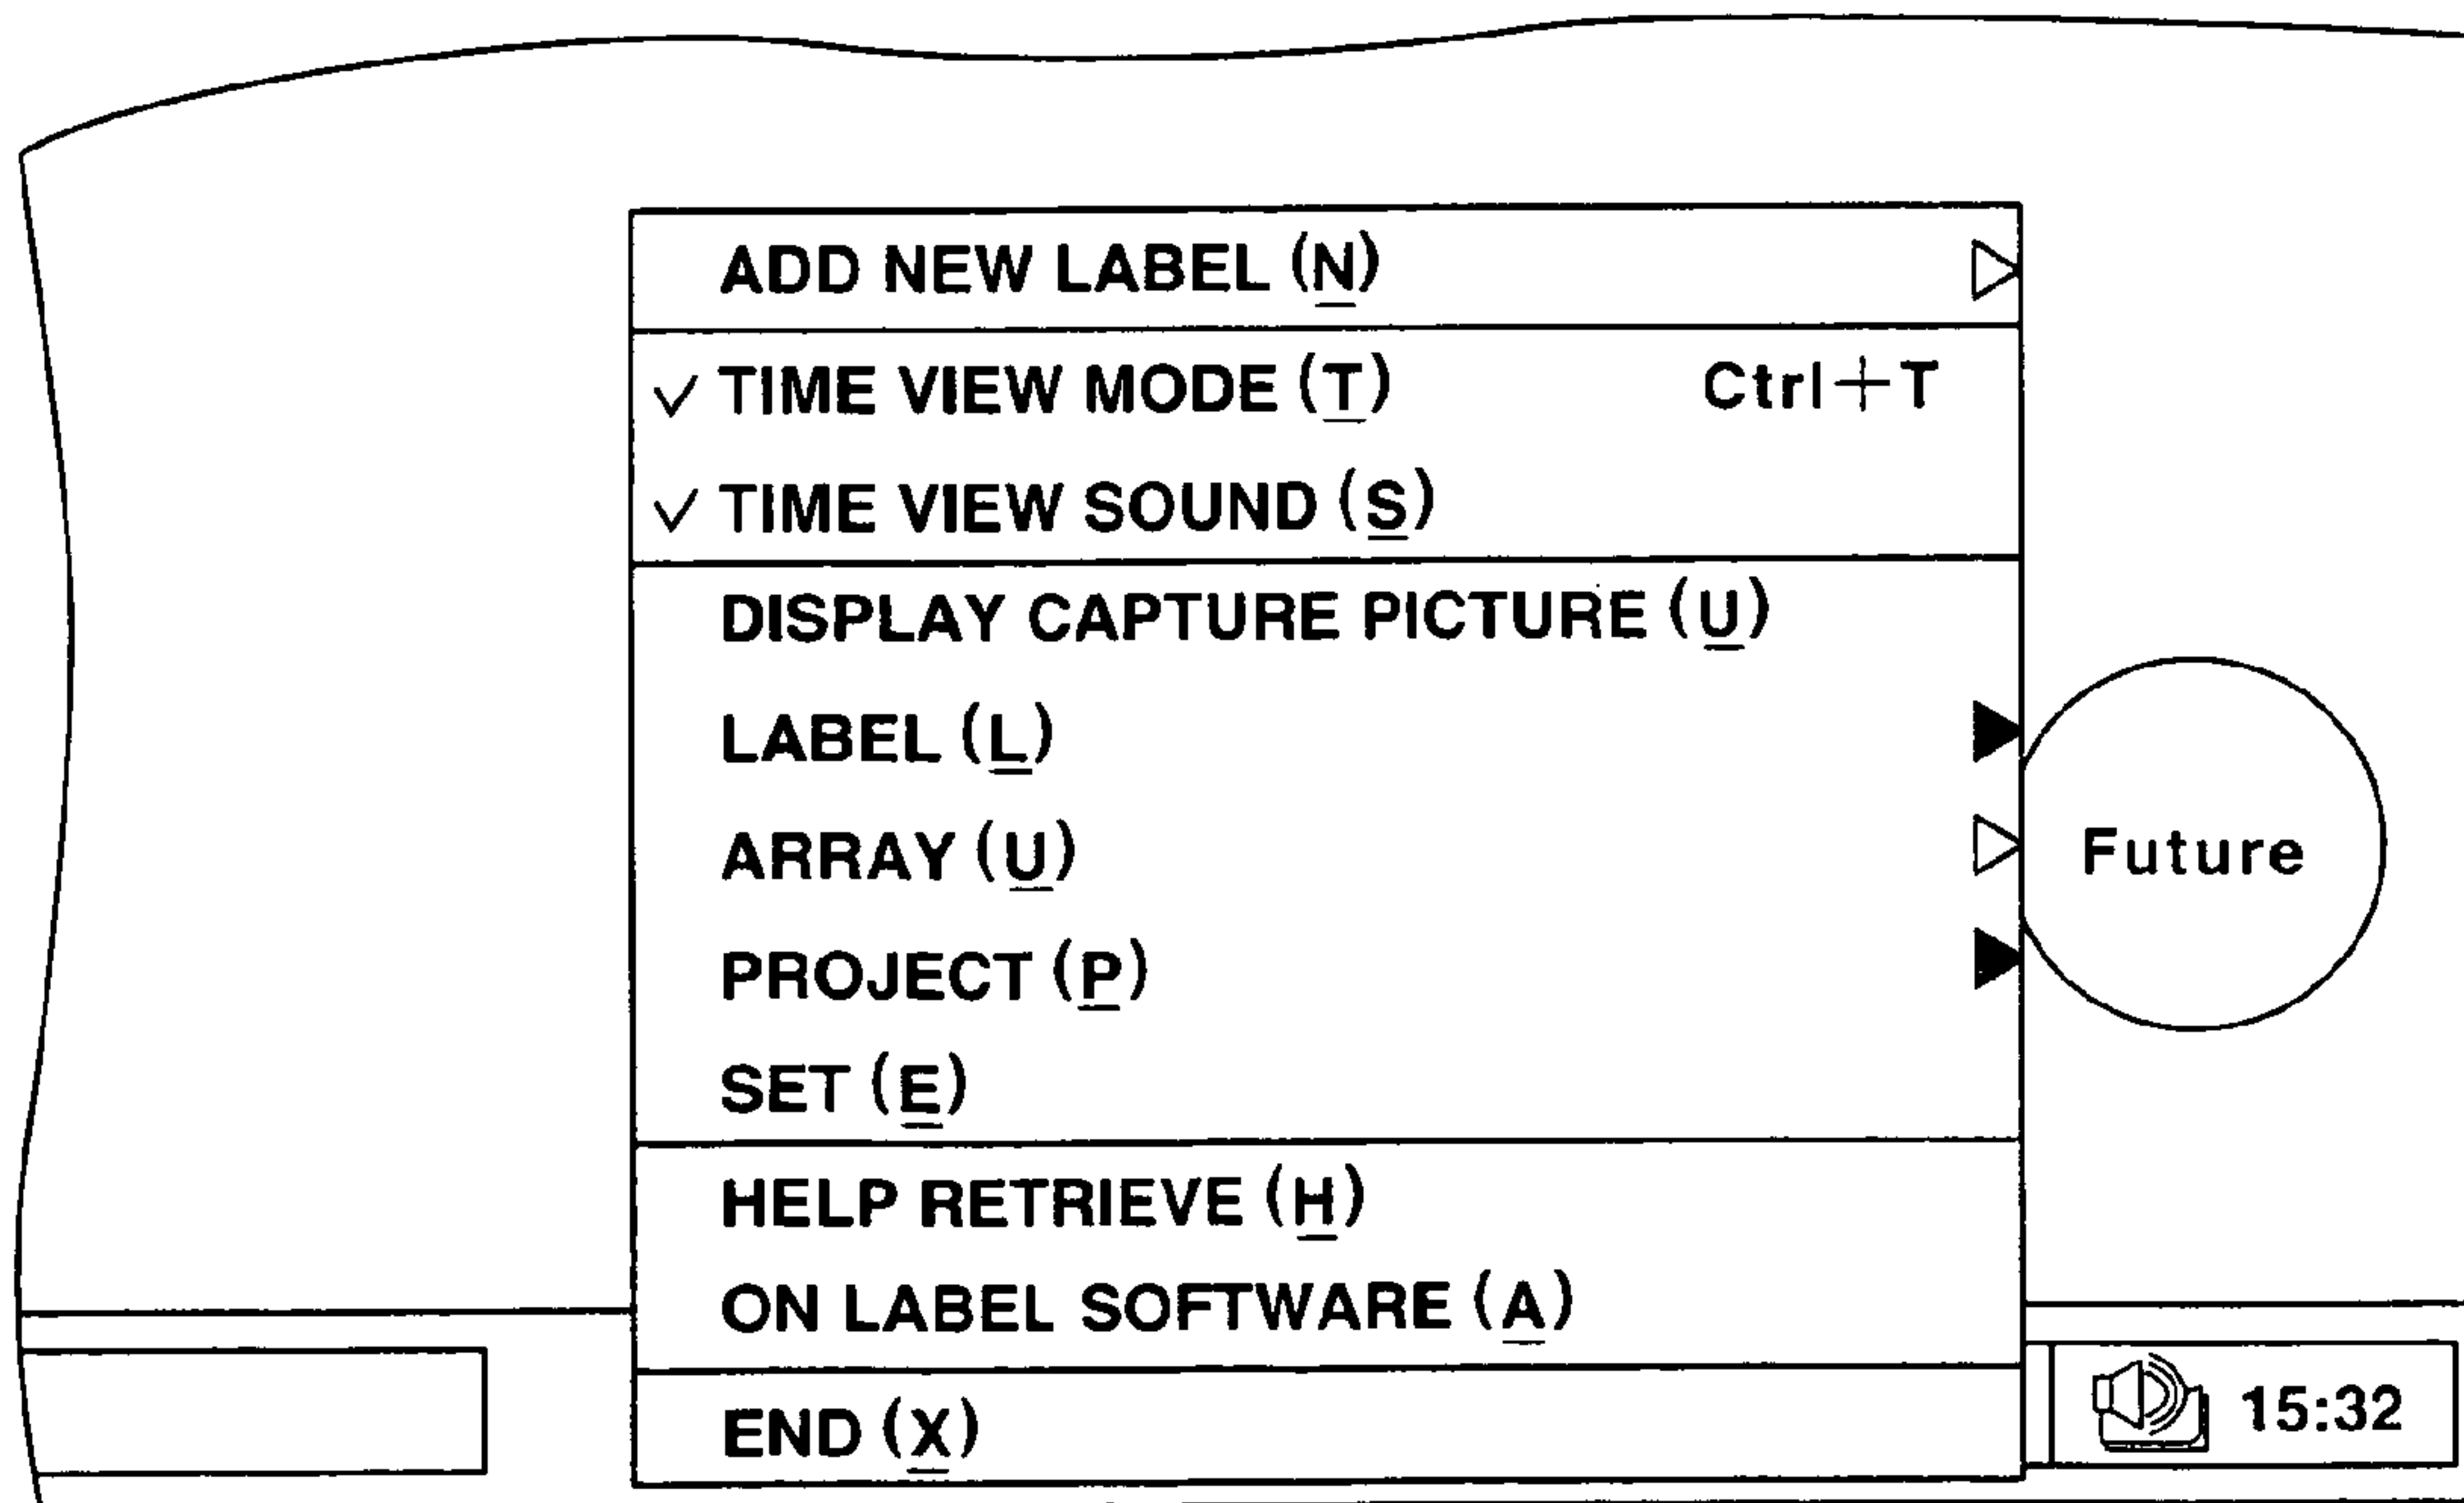 ADD NEW LABEL (N)
TIME VIEW MODE (T) Ctrl+T
TIME VIEW SOUND (S)
DISPLAY CAPTURE PICTURE (U)
LABEL (L)
ARRAY (U)
Future
PROJECT (P)
SET (E)
HELP RETRIEVE (H)
ON LABEL SOFTWARE (A)
END (X)
15:32